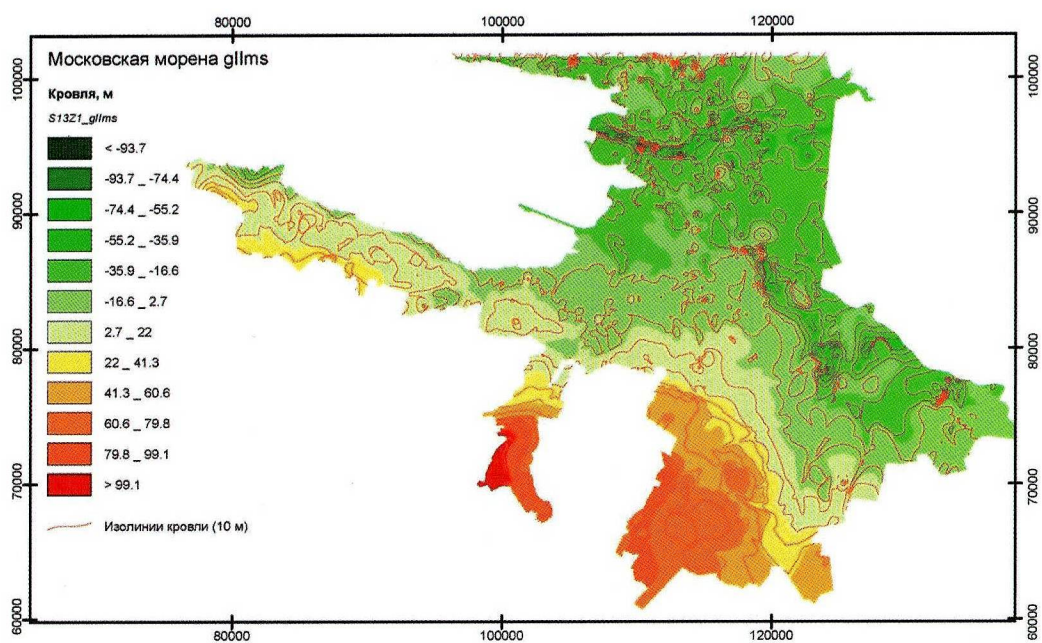 80000 100000 120000
Московская морена gIIms
Кровля, м
S13Z1_gIIms
< -93.7
-93.7 _ -74.4
-74.4 _ -55.2
-55.2 _ -35.9
-35.9 _ -16.6
-16.6 _ 2.7
2.7 _ 22
22 _ 41.3
41.3 _ 60.6
60.6 _ 79.8
79.8 _ 99.1
> 99.1
Изолинии кровли (10 м)
100000
90000
80000
70000
60000
100000
90000
80000
70000
60000
80000 100000 120000